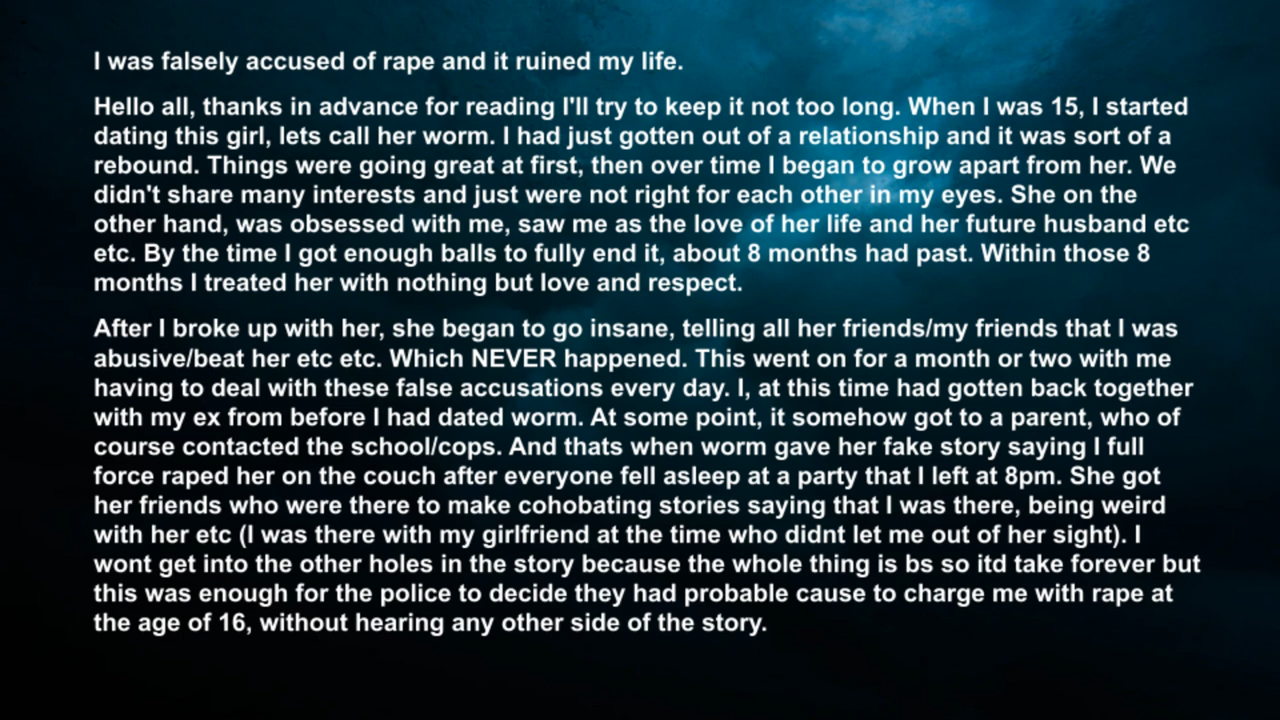 I was falsely accused of rape and it ruined my life.
Hello all, thanks in advance for reading I'll try to keep it not too long. When I was 15, I started
dating this girl, lets call her worm. I had just gotten out of a relationship and it was sort of a
rebound. Things were going great at first, then over time I began to grow apart from her. We
didn't share many interests and just were not right for each other in my eyes. She on the
other hand, was obsessed with me, saw me as the love of her life and her future husband etc
etc. By the time I got enough balls to fully end it, about 8 months had past. Within those 8
months I treated her with nothing but love and respect.
After I broke up with her, she began to go insane, telling all her friends/my friends that I was
abusive/beat her etc etc. Which NEVER happened. This went on for a month or two with me
having to deal with these false accusations every day. I, at this time had gotten back together
with my ex from before I had dated worm. At some point, it somehow got to a parent, who of
course contacted the school/cops. And thats when worm gave her fake story saying I full
force raped her on the couch after everyone fell asleep at a party that I left at 8pm. She got
her friends who were there to make cohobating stories saying that I was there, being weird
with her etc (I was there with my girlfriend at the time who didnt let me out of her sight). I
wont get into the other holes in the story because the whole thing is bs so itd take forever but
this was enough for the police to decide they had probable cause to charge me with rape at
the age of 16, without hearing any other side of the story.